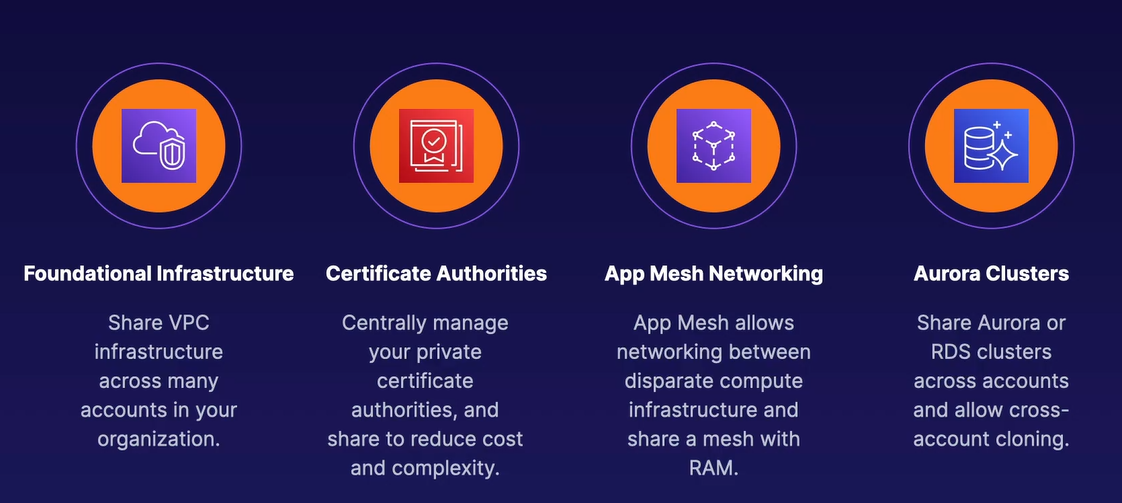 Foundational Infrastructure
Share VPC
infrastructure
across many
accounts in your
organization.
Certificate Authorities
Centrally manage
your private
certificate
authorities, and
share to reduce cost
and complexity.
App Mesh Networking
App Mesh allows
networking between
disparate compute
infrastructure and
share a mesh with
RAM.
Aurora Clusters
Share Aurora or
RDS clusters
across accounts
and allow cross-
account cloning.